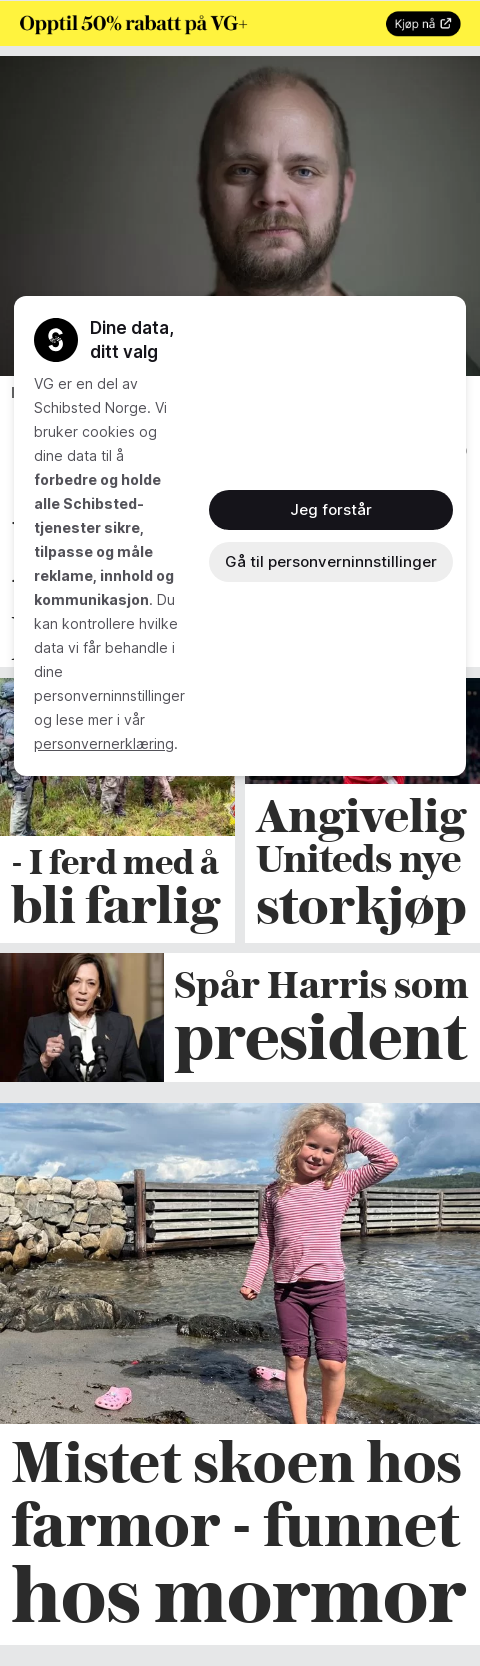 Opptil 50% rabatt på VG+
Kjøp nå
Dine data,
ditt valg
VG er en del av
Schibsted Norge. Vi
bruker cookies og
dine data til å
forbedre og holde
alle Schibsted-
tjenester sikre,
tilpasse og måle
reklame, innhold og
kommunikasjon. Du
kan kontrollere hvilke
data vi får behandle i
dine
personverninnstillinger
og lese mer i vår
personvernerklæring.
Jeg forstår
Gå til personverninnstillinger
- I ferd med å
bli farlig
Angivelig
Uniteds nye
storkjøp
Spår Harris som
president
Mistet skoen hos
farmor - funnet
hos mormor